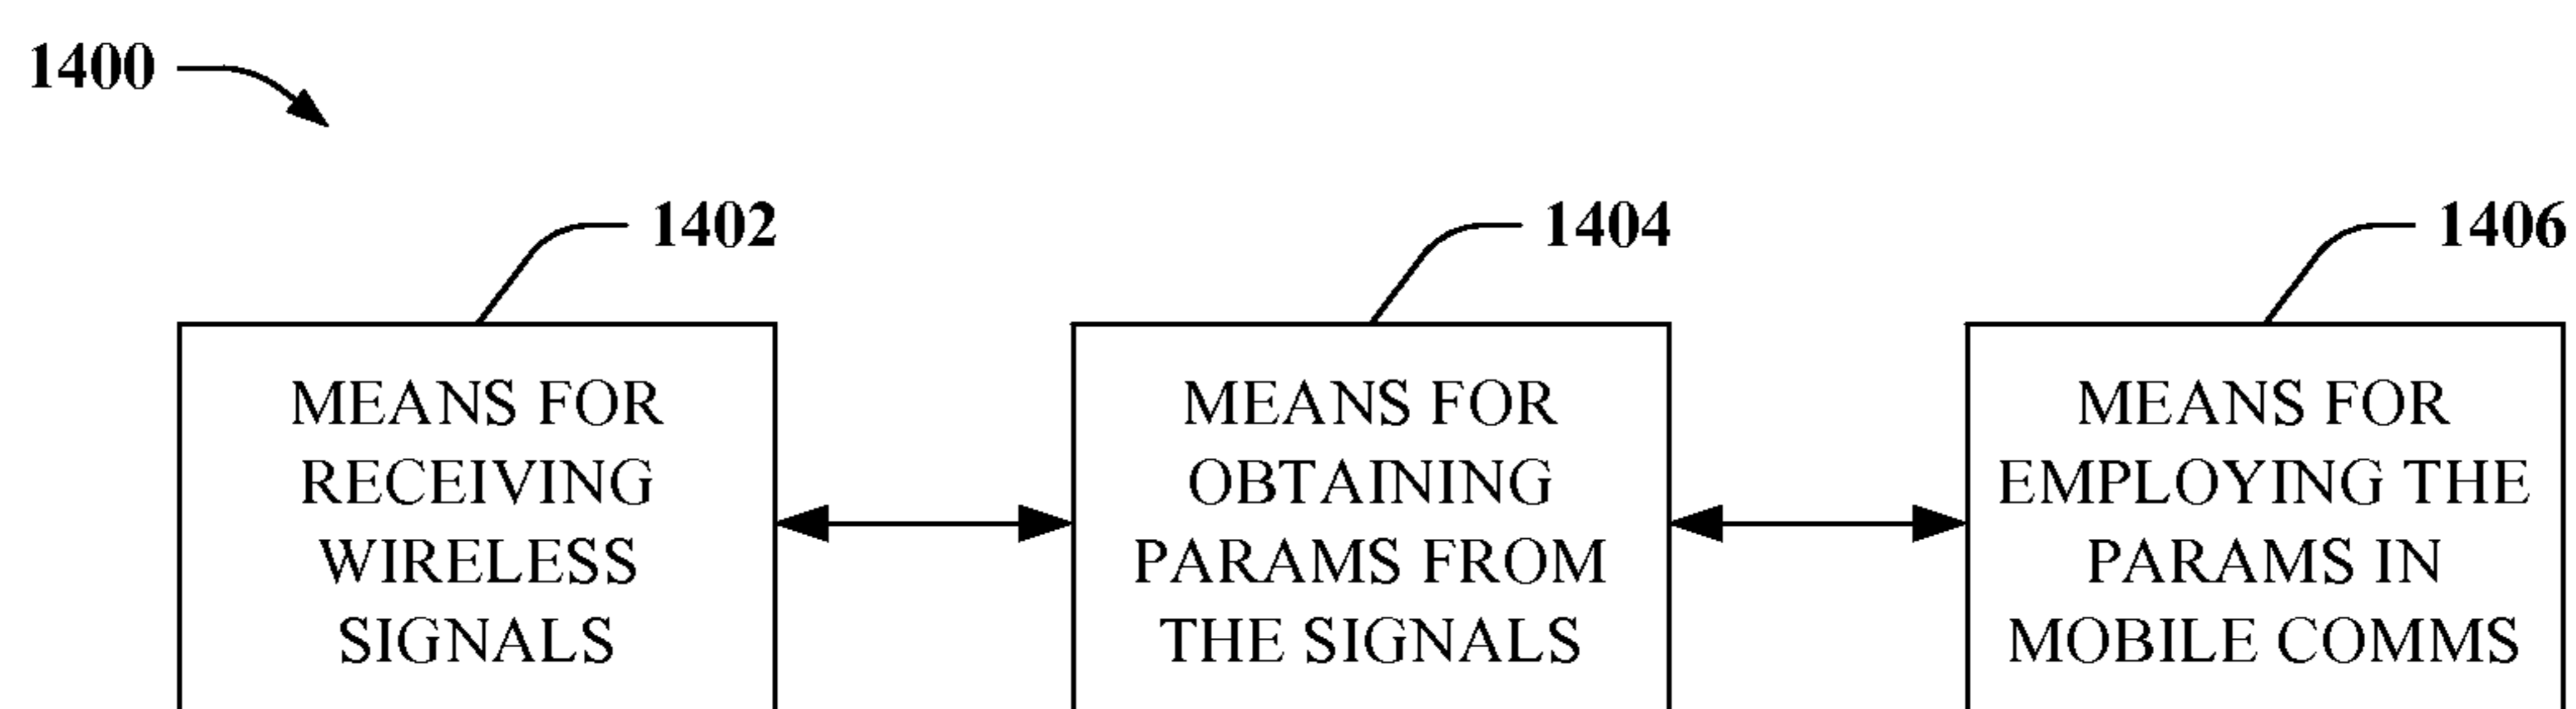 1400
1402
1404
1406
MEANS FOR
RECEIVING
WIRELESS
SIGNALS
MEANS FOR
OBTAINING
PARAMS FROM
THE SIGNALS
MEANS FOR
EMPLOYING THE
PARAMS IN
MOBILE COMMS